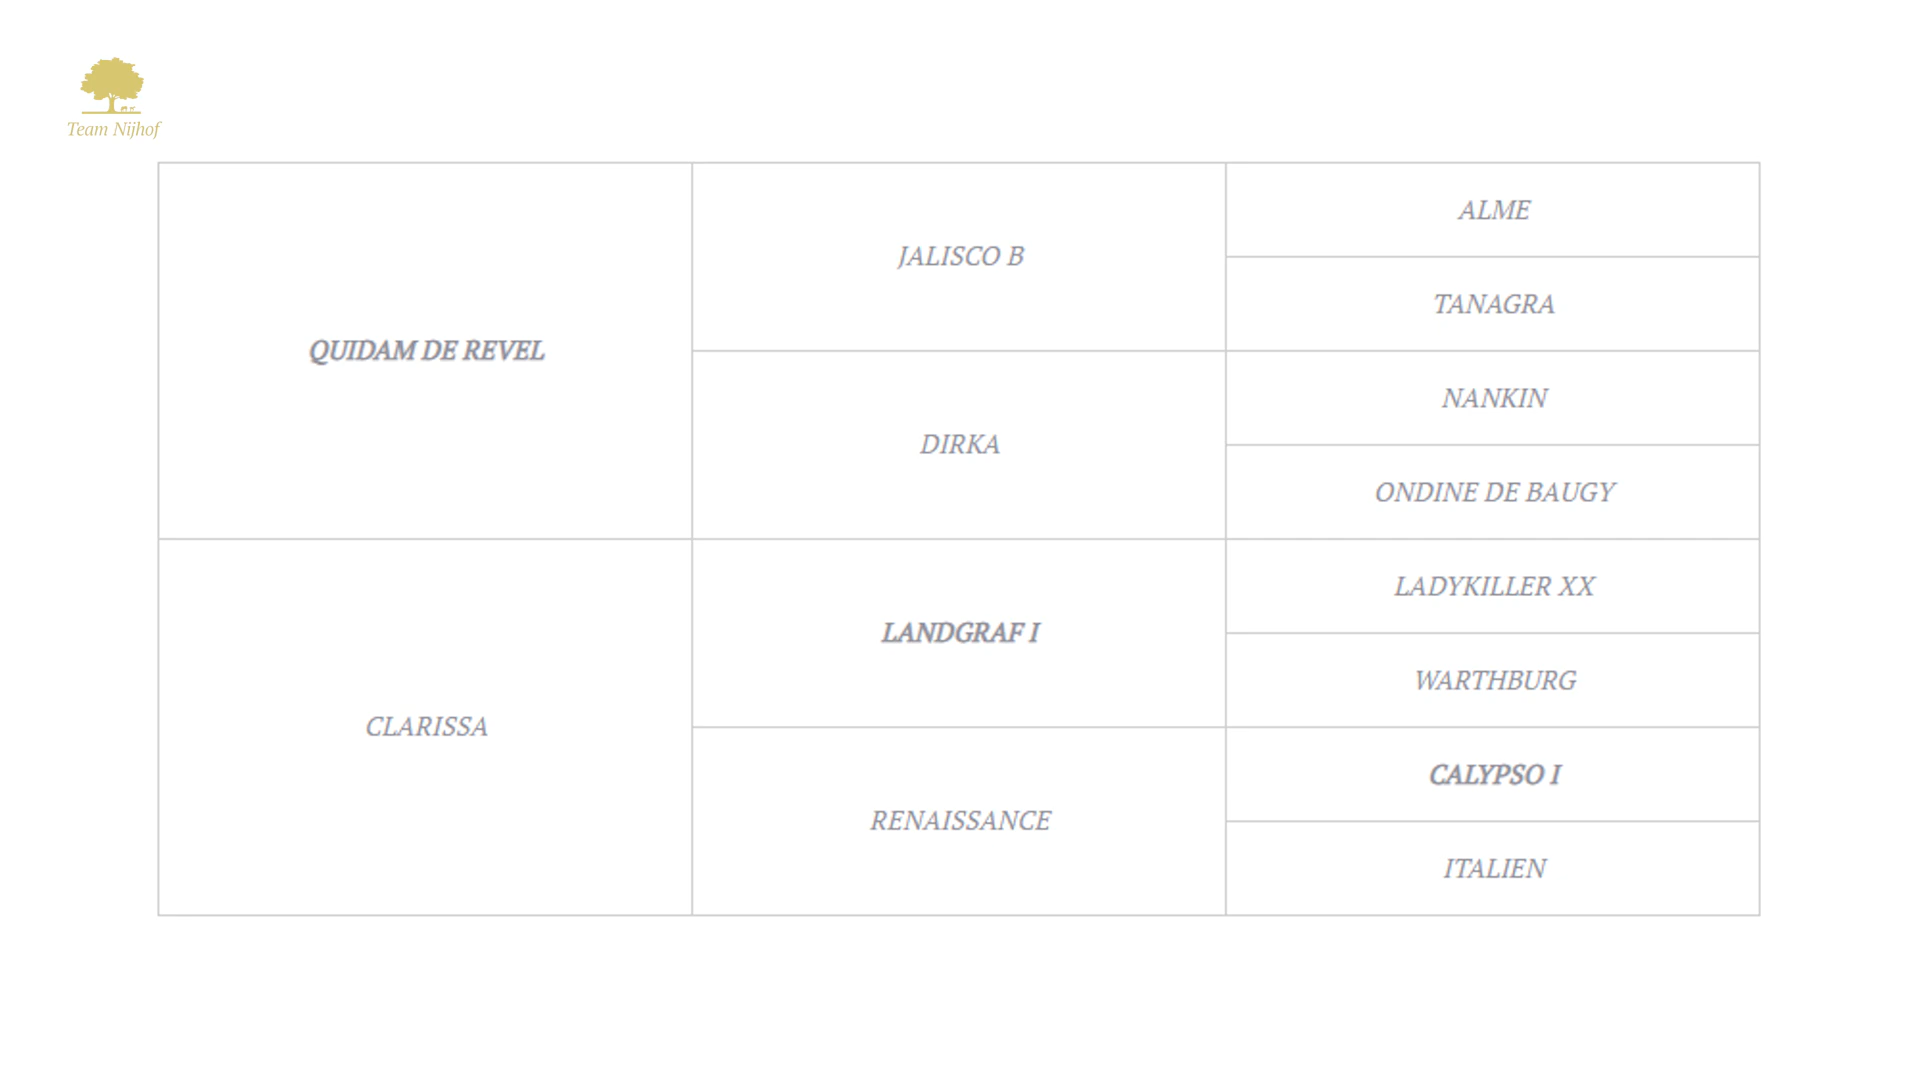 Team Nijhof
QUIDAM DE REVEL
JALISCO B
ALME
TANAGRA
DIRKA
NANKIN
ONDINE DE BAUGY
CLARISSA
LANDGRAF I
LADYKILLER XX
WARTHBURG
RENAISSANCE
CALYPSO I
ITALIEN